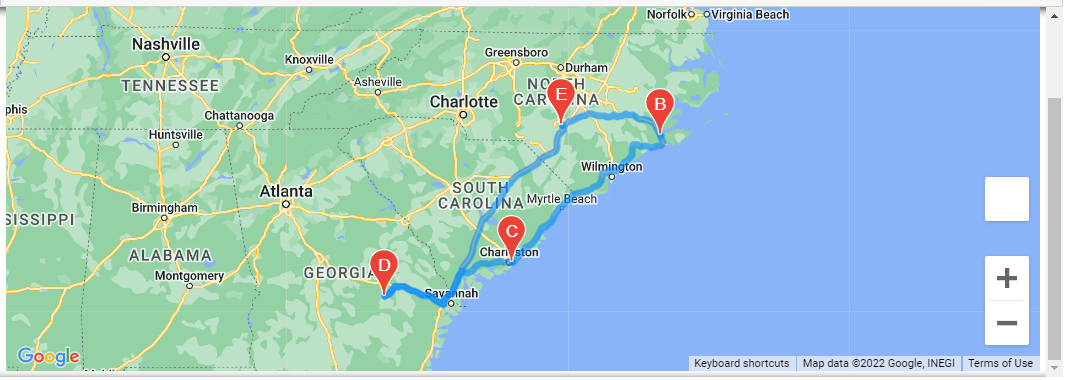 Norfolk
Virginia Beach
Nashville
Greensboro
Knoxville
Durham
TENNESSEE
Asheville
NORTH
CAROLINA
E
B
Charlotte
phis
Chattanooga
Huntsville
Wilmington
Atlanta
SOUTH
CAROLINA
Myrtle Beach
Birmingham
SISSIPPI
C
Charleston
ALABAMA
D
GEORGIA
Montgomery
Savannah
+
−
Google
Keyboard shortcuts
Map data ©2022 Google, INEGI
Terms of Use